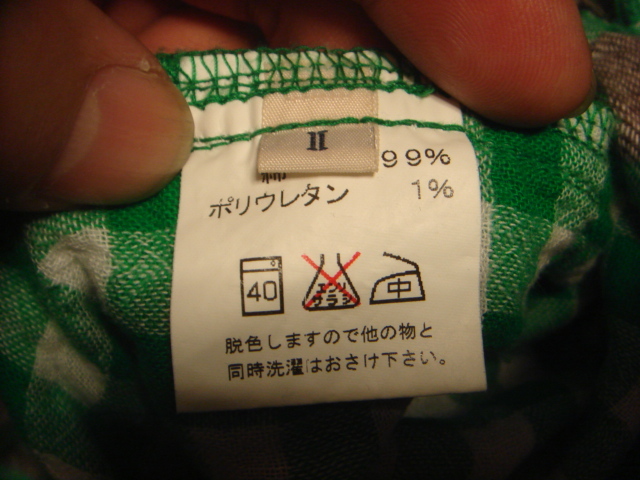 II
99%
ポリウレタン 1%
40
エンソ
サラシ
中
脱色しますので他の物と
同時洗濯はおさけ下さい。